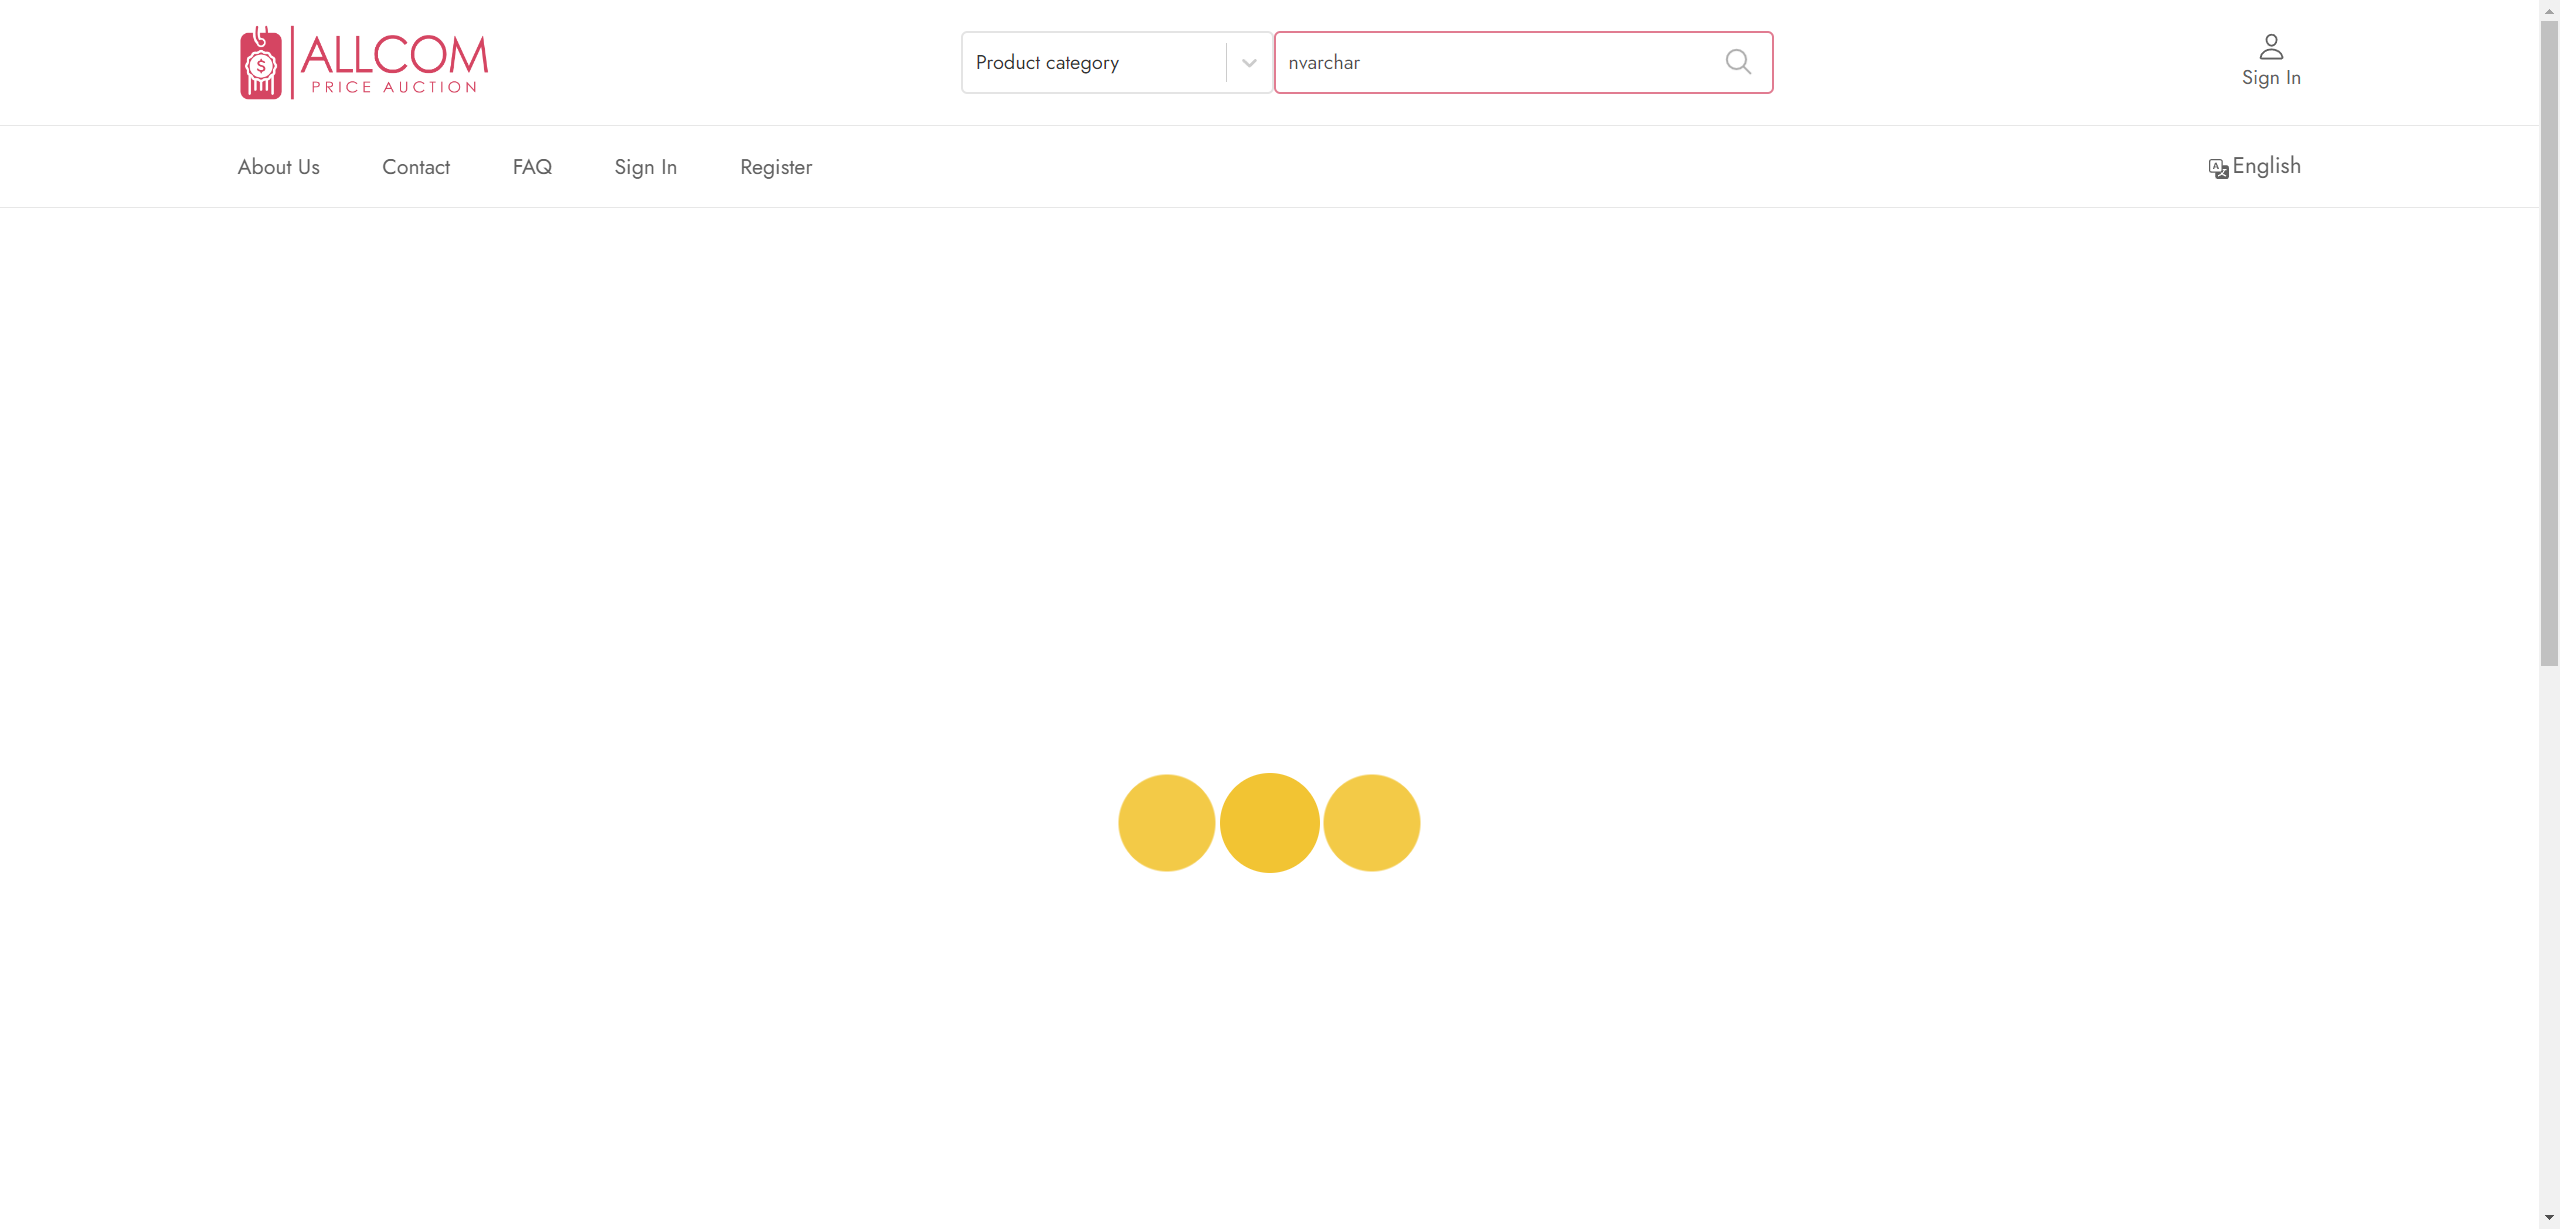 ALLCOM
PRICE AUCTION
Product category
nvarchar
Sign In
About Us
Contact
FAQ
Sign In
Register
English